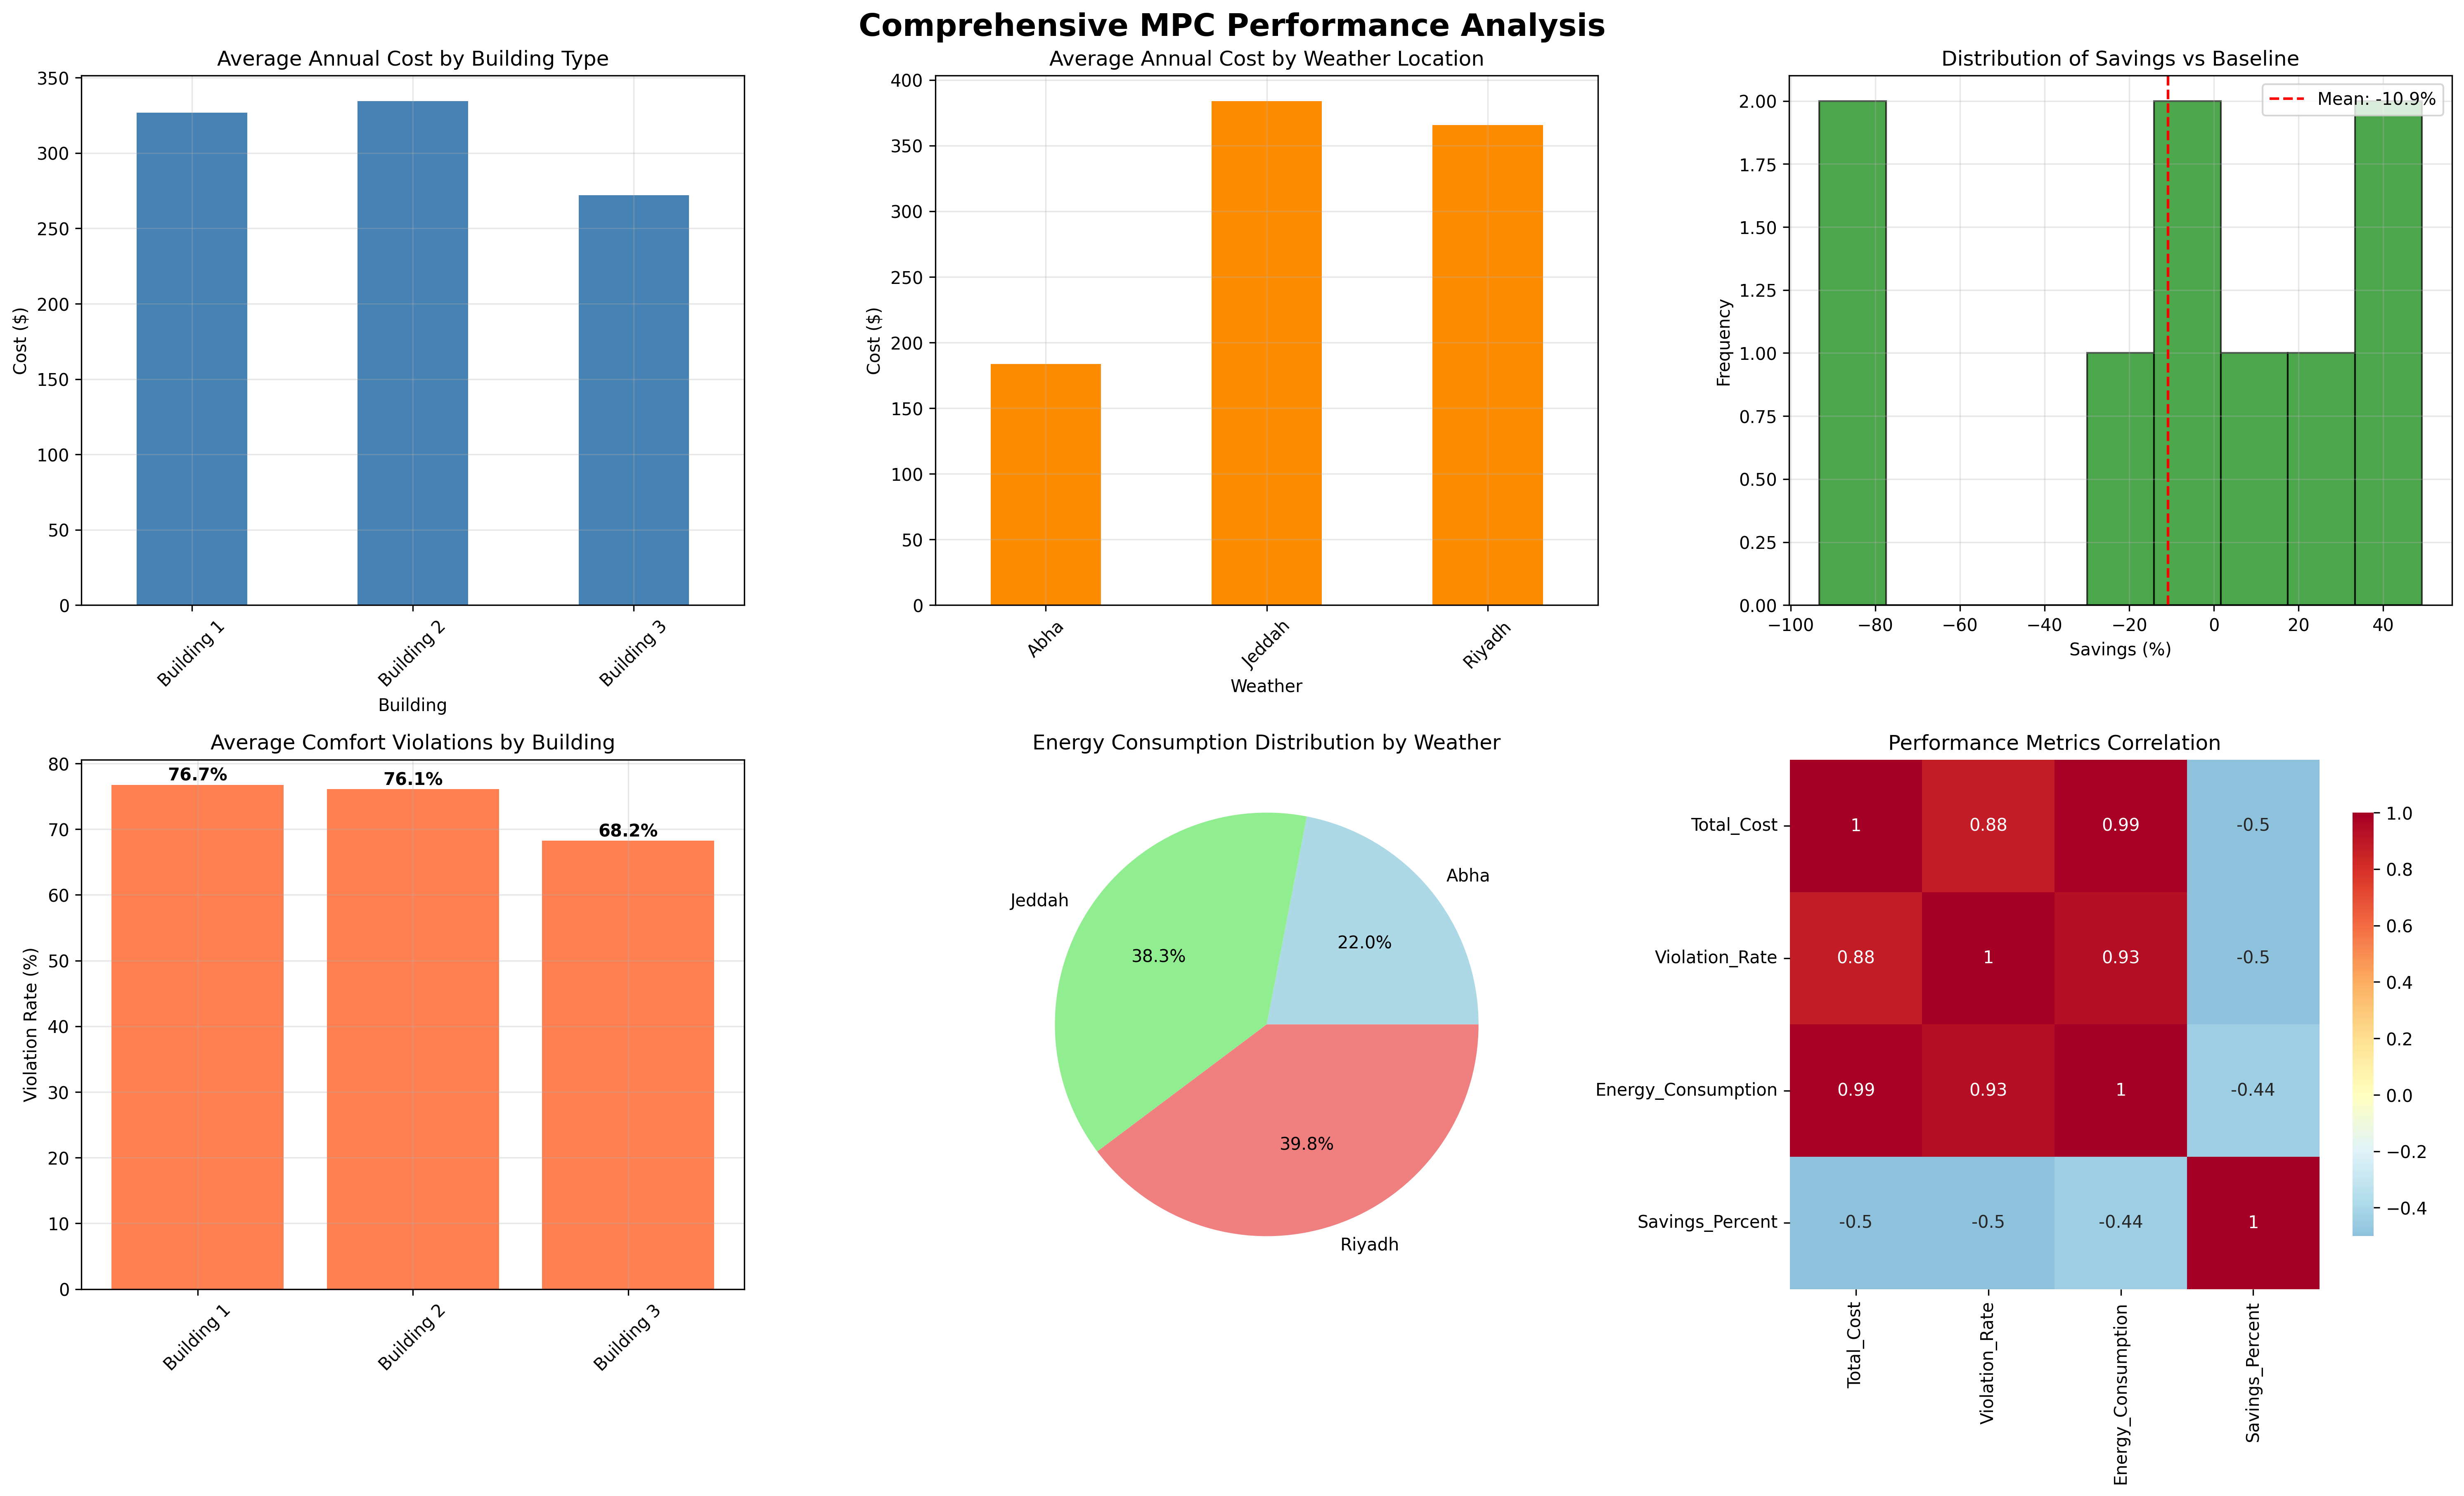 Comprehensive MPC Performance Analysis
Average Annual Cost by Building Type
350
300
250
200
150
100
50
0
Cost ($)
Building 1
Building 2
Building 3
Building
Average Annual Cost by Weather Location
400
350
300
250
200
150
100
50
0
Cost ($)
Abha
Jeddah
Riyadh
Weather
Distribution of Savings vs Baseline
Mean: -10.9%
2.00
1.75
1.50
1.25
1.00
0.75
0.50
0.25
0.00
Frequency
−100
−80
−60
−40
−20
0
20
40
Savings (%)
Average Comfort Violations by Building
80
70
60
50
40
30
20
10
0
Violation Rate (%)
76.7%
76.1%
68.2%
Building 1
Building 2
Building 3
Energy Consumption Distribution by Weather
Abha
22.0%
Jeddah
38.3%
Riyadh
39.8%
Performance Metrics Correlation
Total_Cost
1
0.88
0.99
-0.5
Violation_Rate
0.88
1
0.93
-0.5
Energy_Consumption
0.99
0.93
1
-0.44
Savings_Percent
-0.5
-0.5
-0.44
1
Total_Cost
Violation_Rate
Energy_Consumption
Savings_Percent
1.0
0.8
0.6
0.4
0.2
0.0
−0.2
−0.4